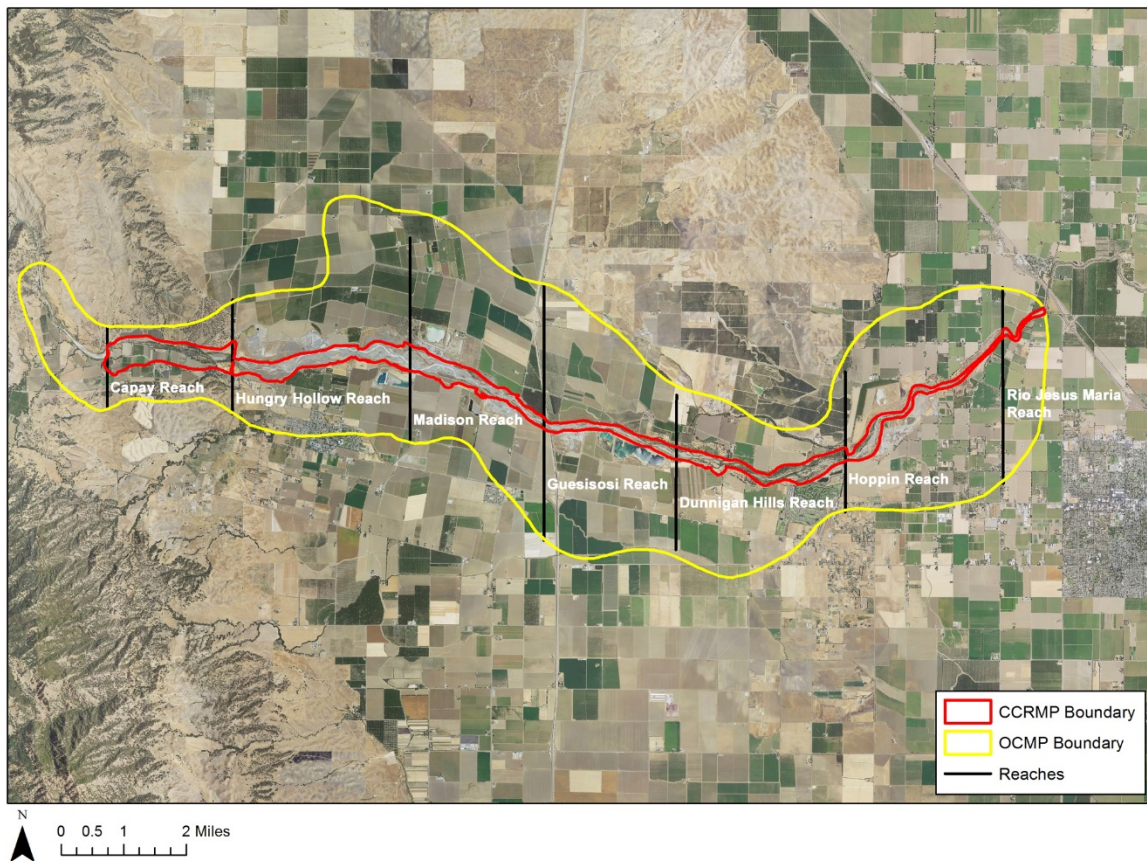 Capay Reach
Hungry Hollow Reach
Madison Reach
Guesisosi Reach
Dunnigan Hills Reach
Hoppin Reach
Rio Jesus Maria
Reach
CCRMP Boundary
OCMP Boundary
Reaches
N
0 0.5 1 2 Miles